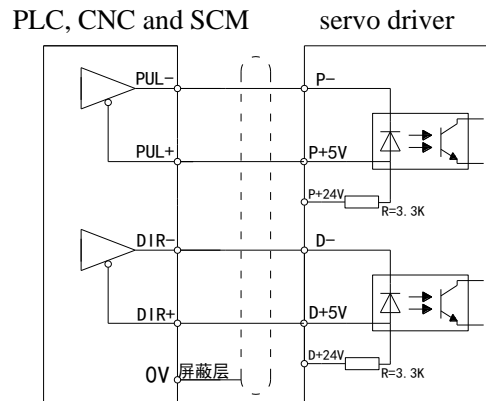 PLC, CNC and SCM servo driver
PUL- P-
PUL+ P+5V
P+24V
R=3.3K
DIR- D-
DIR+ D+5V
0V 屏蔽层 D+24V
R=3.3K